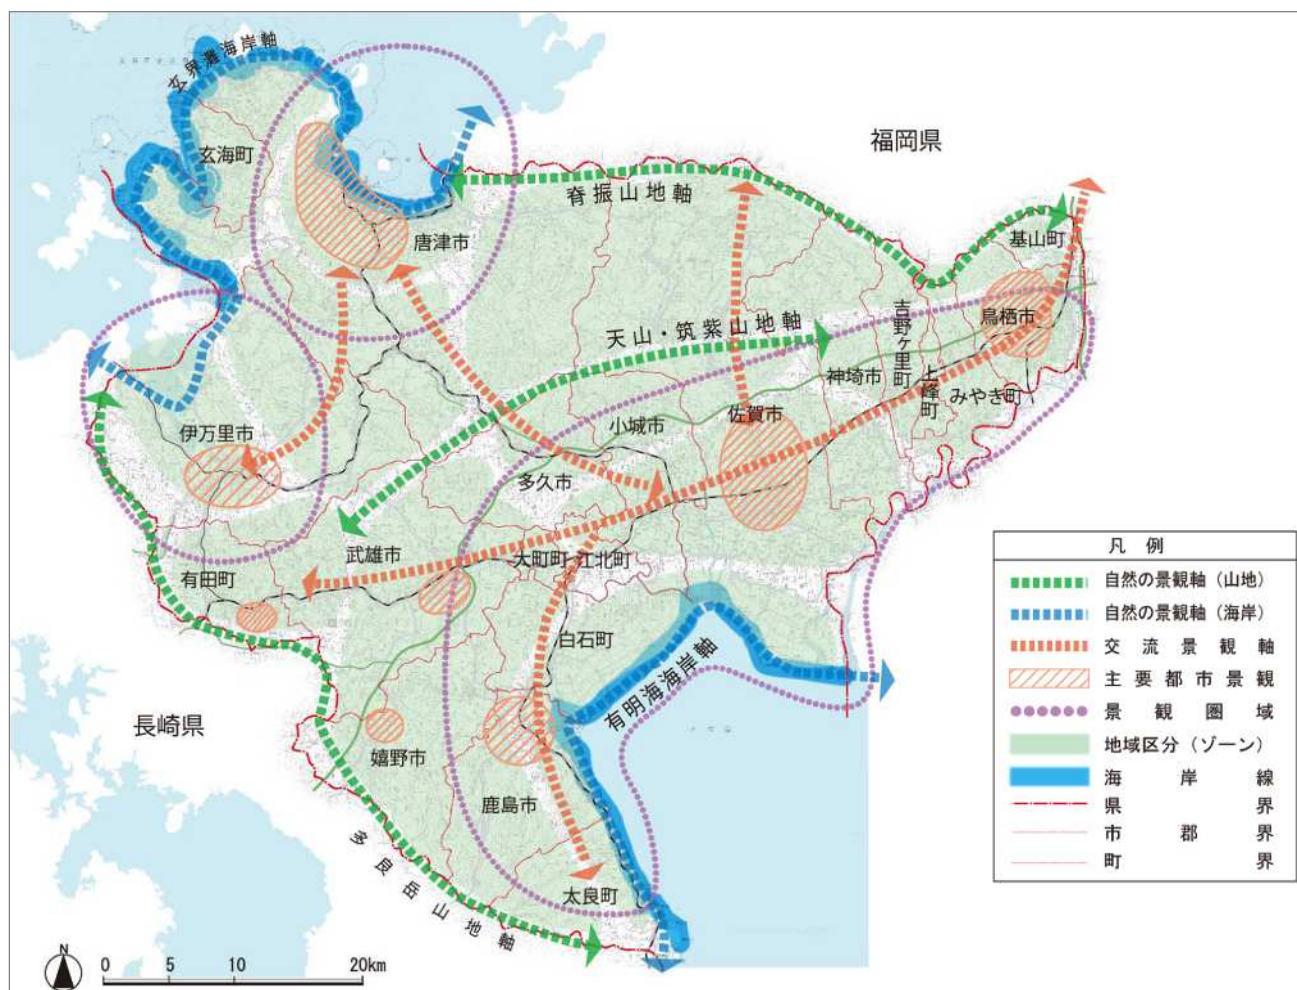 玄界灘海岸軸
玄海町
福岡県
脊振山地軸
唐津市
基山町
吉野ヶ里町
鳥栖市
天山・筑紫山地軸
上峰町
神埼市
みやき町
佐賀市
小城市
伊万里市
多久市
武雄市
大町町
江北町
有田町
白石町
有明海海岸軸
長崎県
嬉野市
鹿島市
多良岳山地軸
太良町
凡例
自然の景観軸（山地）
自然の景観軸（海岸）
交流景観軸
主要都市景観
景観圏域
地域区分（ゾーン）
海岸線
県界
市郡界
町界
N
0 5 10 20km